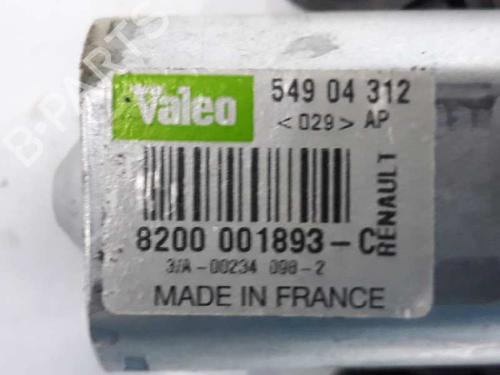 Valeo
549 04 312
<029> AP
RENAULT
8200 001893-C
3/A-00234 098-2
MADE IN FRANCE
B-PARTS